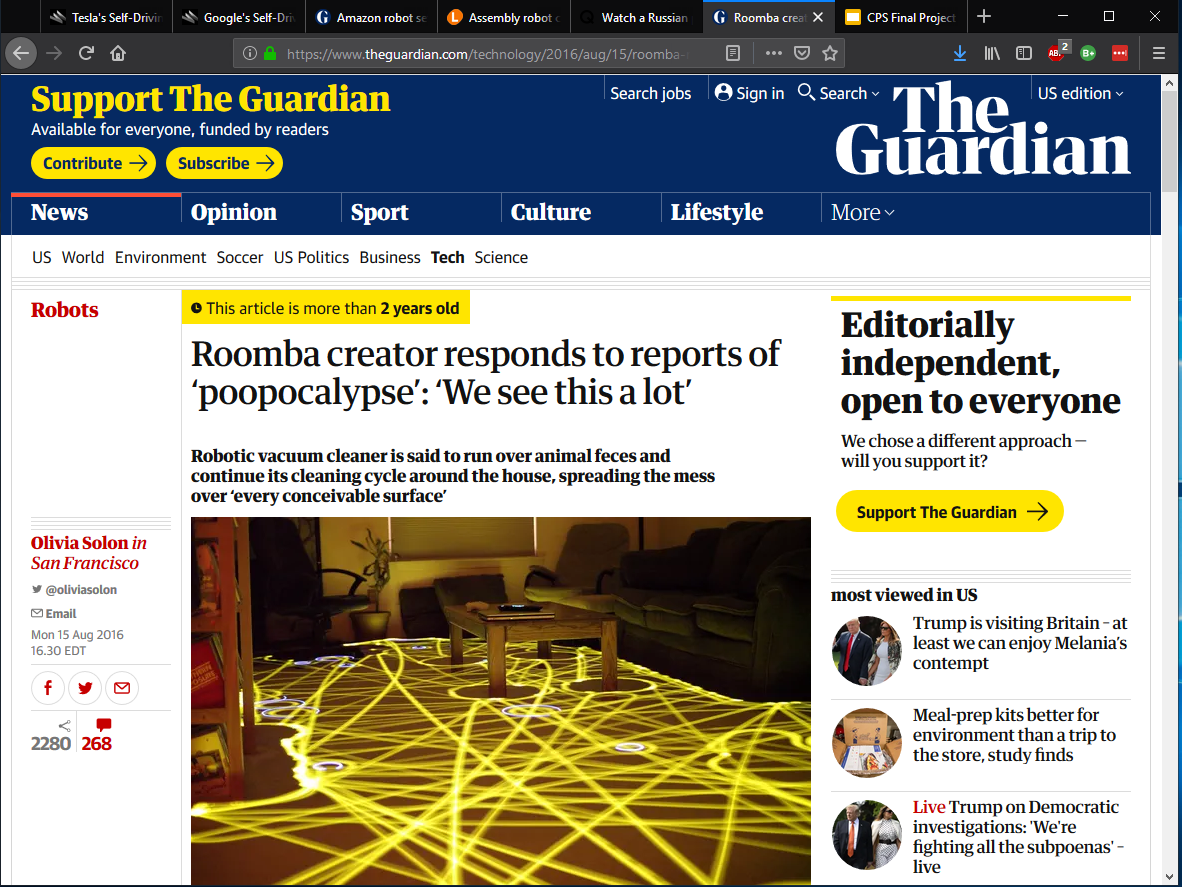 Tesla's Self-Drivin
Google's Self-Dri
Amazon robot se
Assembly robot
Watch a Russian
Roomba crea
CPS Final Project
https://www.theguardian.com/technology/2016/aug/15/roomba-
2
Support The Guardian
Available for everyone, funded by readers
Contribute
Subscribe
Search jobs
Sign in
Search
US edition
The
Guardian
News
Opinion
Sport
Culture
Lifestyle
More
US World Environment Soccer US Politics Business Tech Science
Robots
This article is more than 2 years old
Roomba creator responds to reports of
‘poopocalypse’: ‘We see this a lot’
Robotic vacuum cleaner is said to run over animal feces and
continue its cleaning cycle around the house, spreading the mess
over ‘every conceivable surface’
Olivia Solon in
San Francisco
@oliviasolon
Email
Mon 15 Aug 2016
16.30 EDT
2280
268
Editorially
independent,
open to everyone
We chose a different approach —
will you support it?
Support The Guardian
most viewed in US
Trump is visiting Britain – at
least we can enjoy Melania’s
contempt
Meal-prep kits better for
environment than a trip to
the store, study finds
Live Trump on Democratic
investigations: 'We're
fighting all the subpoenas' –
live